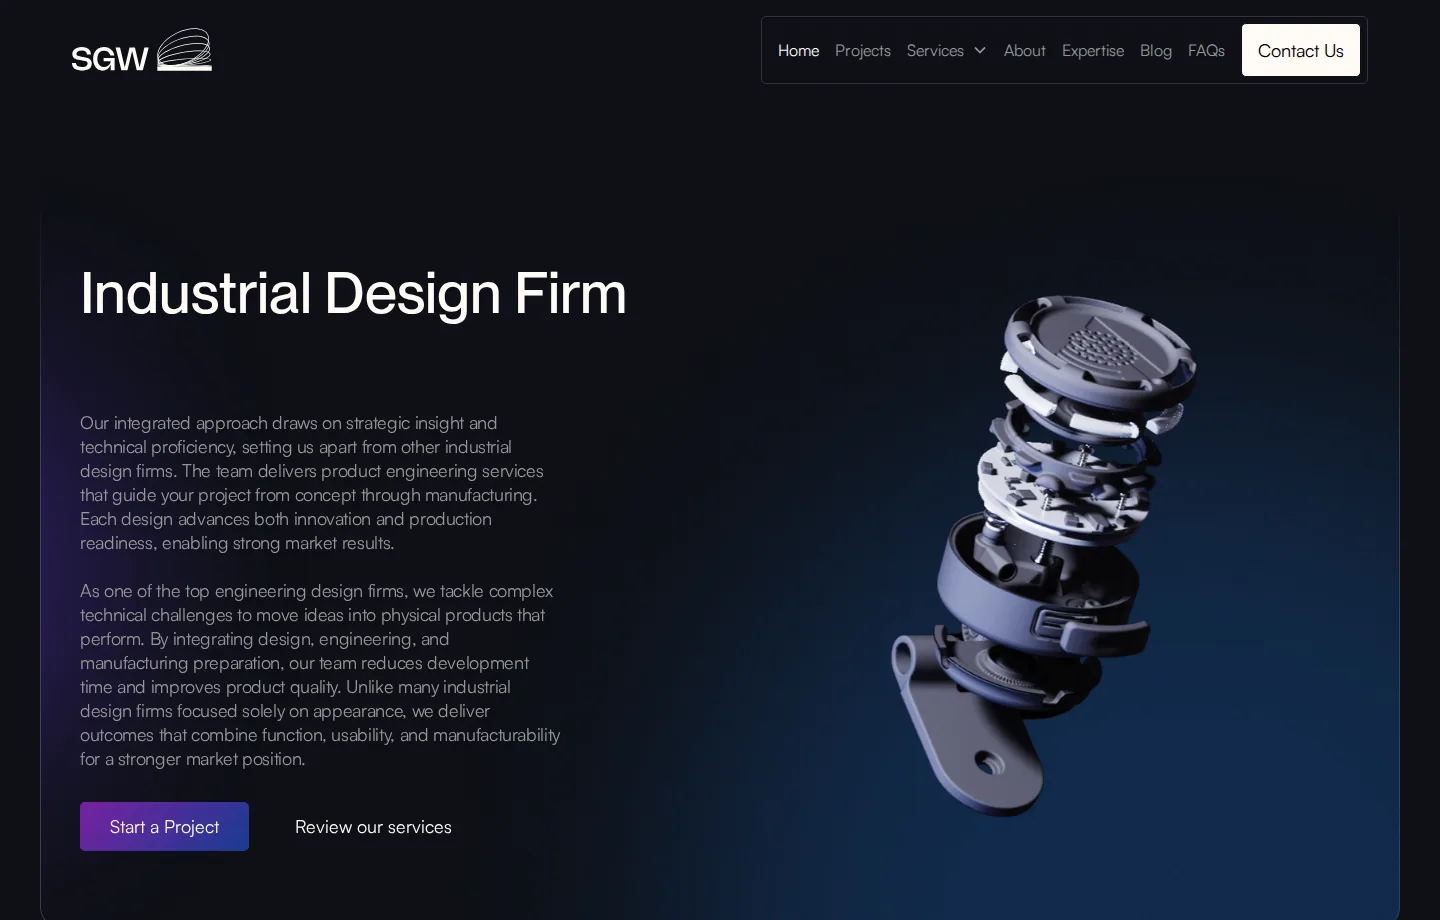 SGW
Home Projects Services About Expertise Blog FAQs Contact Us
Industrial Design Firm
Our integrated approach draws on strategic insight and
technical proficiency, setting us apart from other industrial
design firms. The team delivers product engineering services
that guide your project from concept through manufacturing.
Each design advances both innovation and production
readiness, enabling strong market results.
As one of the top engineering design firms, we tackle complex
technical challenges to move ideas into physical products that
perform. By integrating design, engineering, and
manufacturing preparation, our team reduces development
time and improves product quality. Unlike many industrial
design firms focused solely on appearance, we deliver
outcomes that combine function, usability, and manufacturability
for a stronger market position.
Start a Project
Review our services